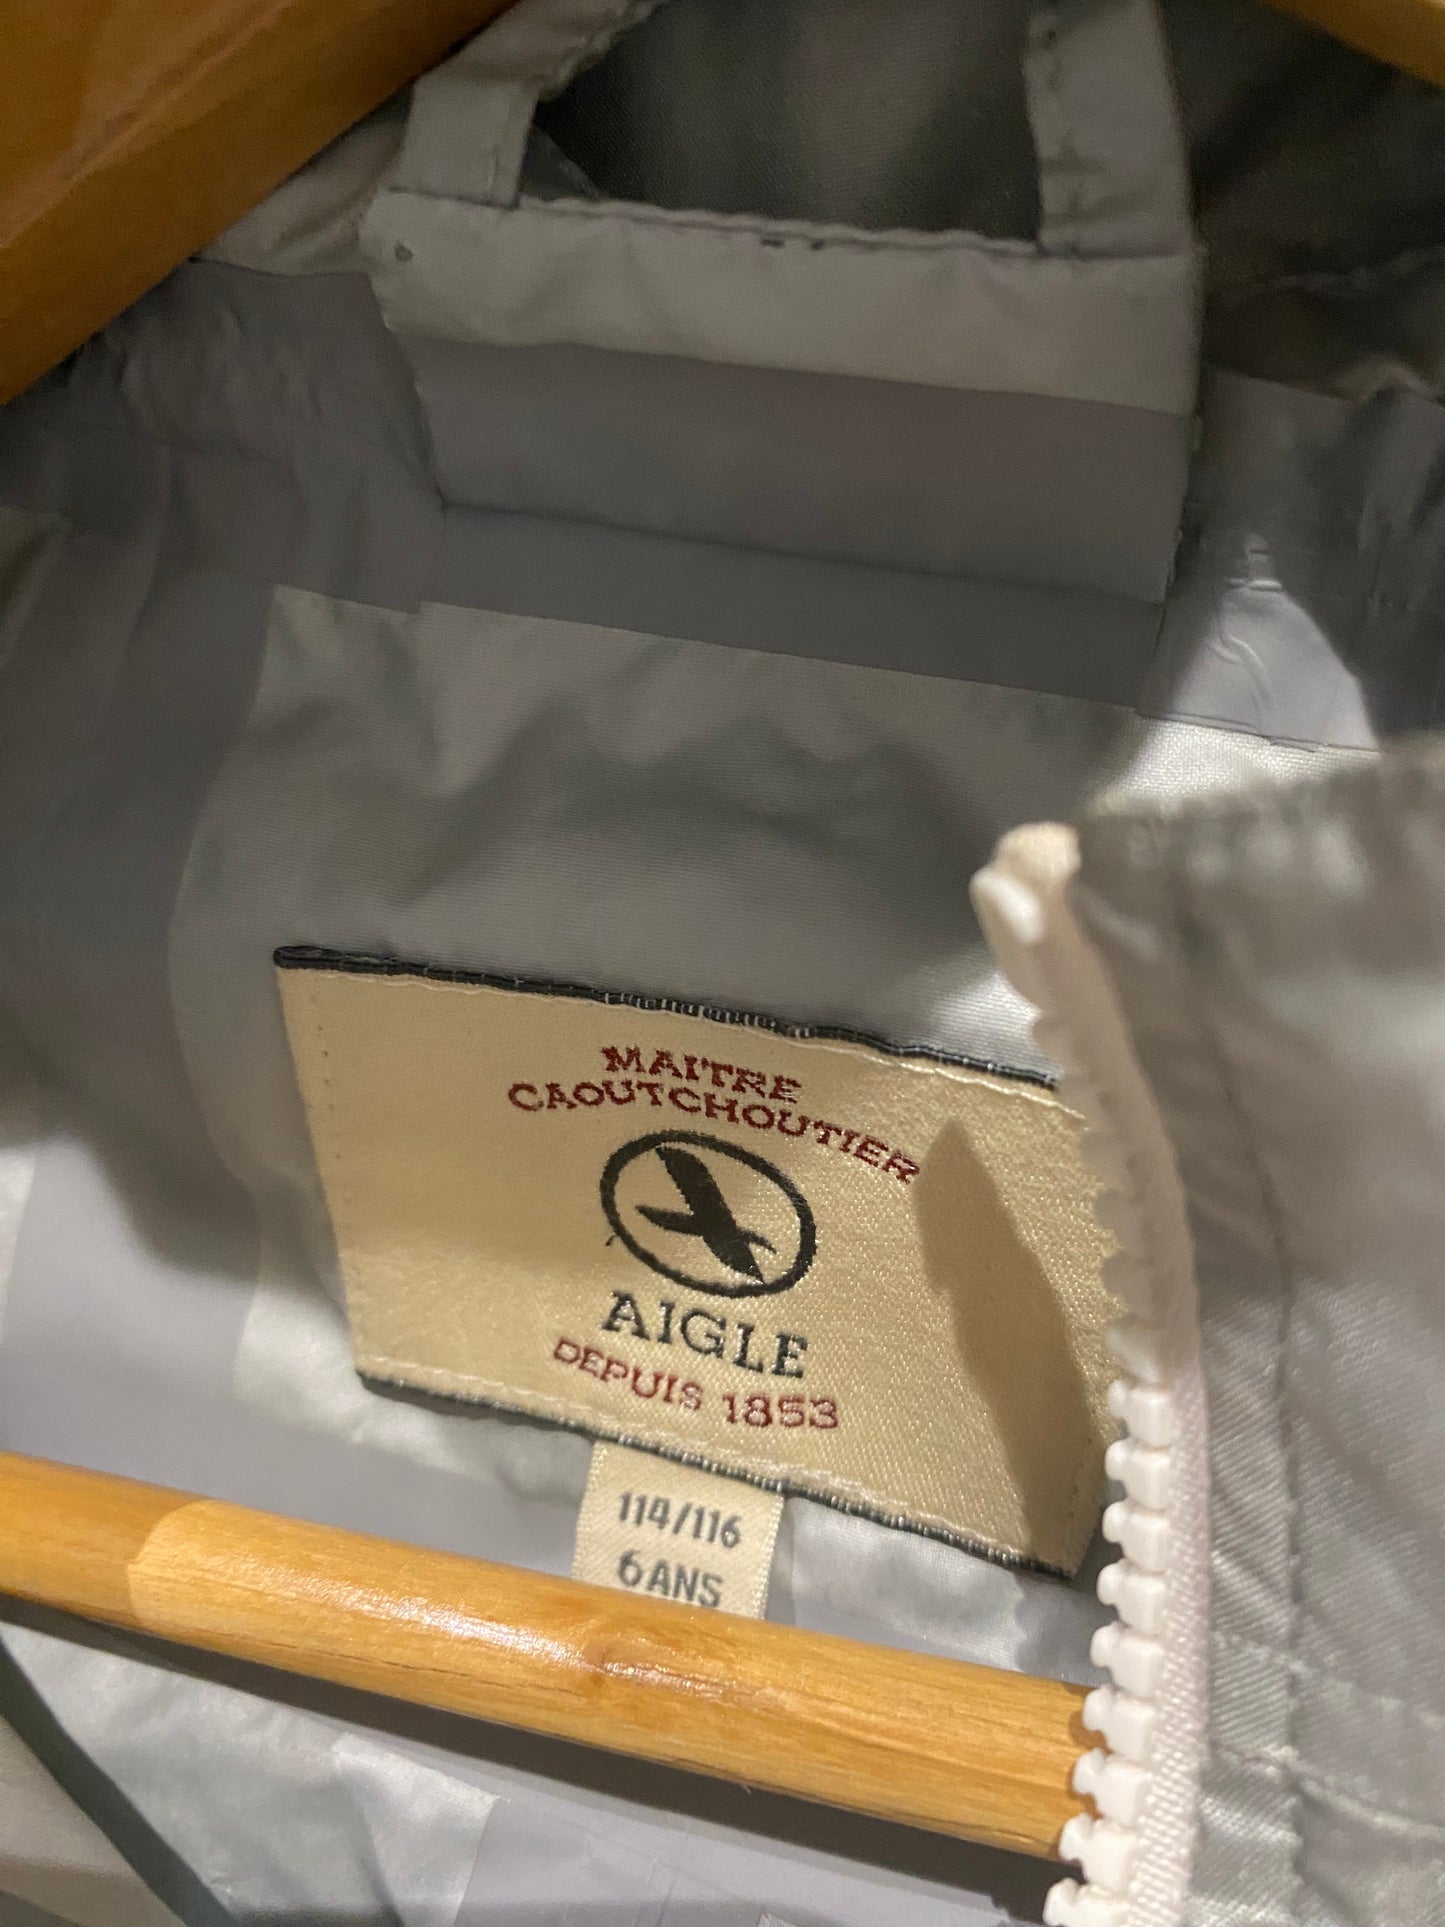 MAITRE
CAOUTCHOUTIER
AIGLE
DEPUIS 1853
114/116
6 ANS